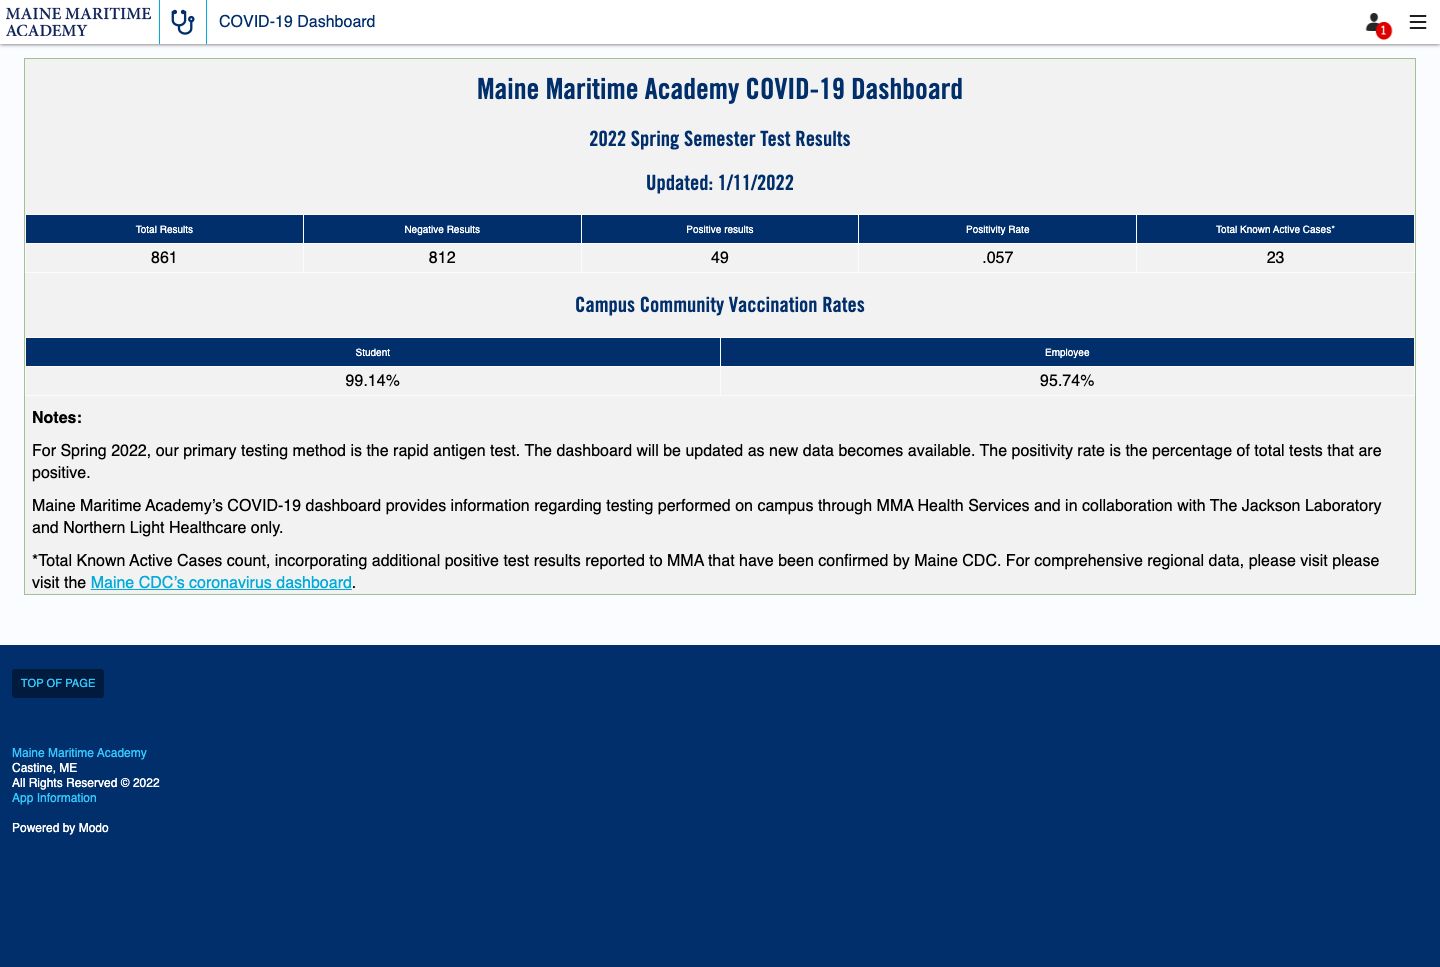 MAINE MARITIME
ACADEMY
COVID-19 Dashboard
1
Maine Maritime Academy COVID-19 Dashboard
2022 Spring Semester Test Results
Updated: 1/11/2022
Total Results Negative Results Positive results Positivity Rate Total Known Active Cases*
861 812 49 .057 23
Campus Community Vaccination Rates
Student Employee
99.14% 95.74%
Notes:
For Spring 2022, our primary testing method is the rapid antigen test. The dashboard will be updated as new data becomes available. The positivity rate is the percentage of total tests that are
positive.
Maine Maritime Academy’s COVID-19 dashboard provides information regarding testing performed on campus through MMA Health Services and in collaboration with The Jackson Laboratory
and Northern Light Healthcare only.
*Total Known Active Cases count, incorporating additional positive test results reported to MMA that have been confirmed by Maine CDC. For comprehensive regional data, please visit please
visit the Maine CDC’s coronavirus dashboard.
TOP OF PAGE
Maine Maritime Academy
Castine, ME
All Rights Reserved © 2022
App Information
Powered by Modo